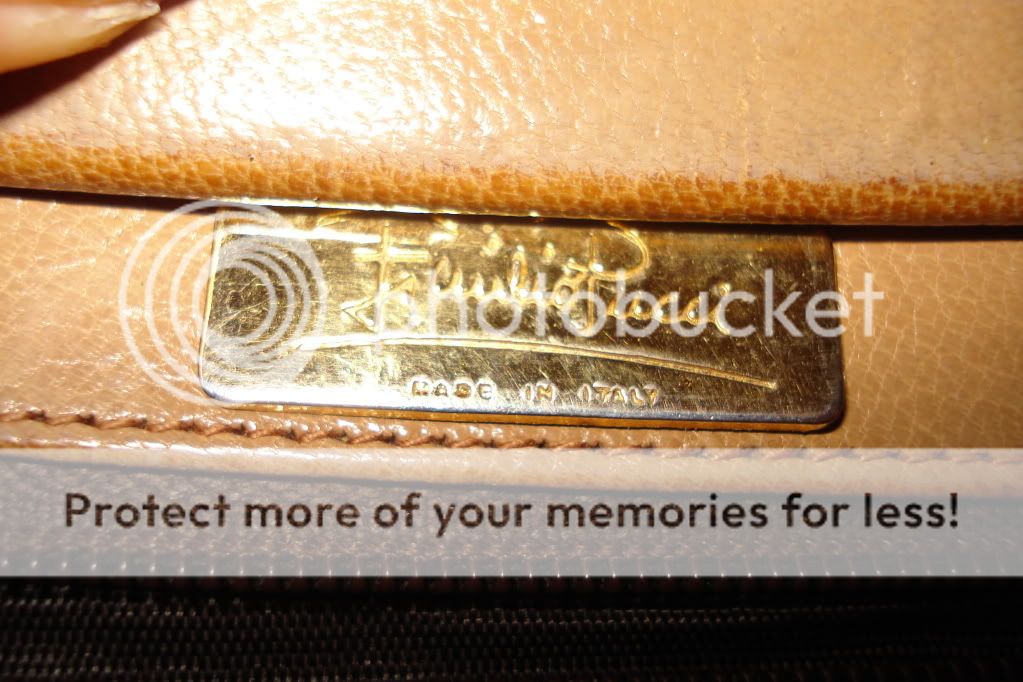 photobucket
MADE IN ITALY
Protect more of your memories for less!